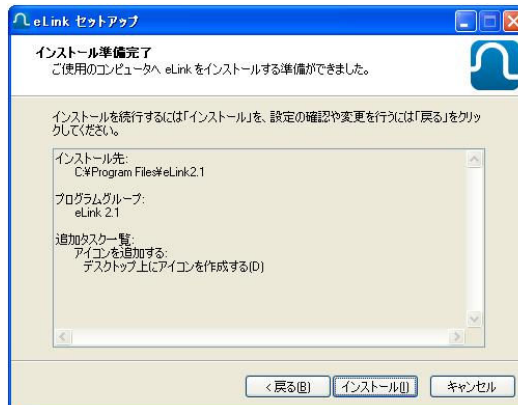 eLink セットアップ
インストール準備完了
ご使用のコンピュータへ eLink をインストールする準備ができました。
インストールを続行するには「インストール」を、設定の確認や変更を行うには「戻る」をクリッ
クしてください。
インストール先:
C:¥Program Files¥eLink2.1
プログラムグループ:
eLink 2.1
追加タスク一覧:
アイコンを追加する:
デスクトップ上にアイコンを作成する(D)
< 戻る(B) インストール(I) キャンセル